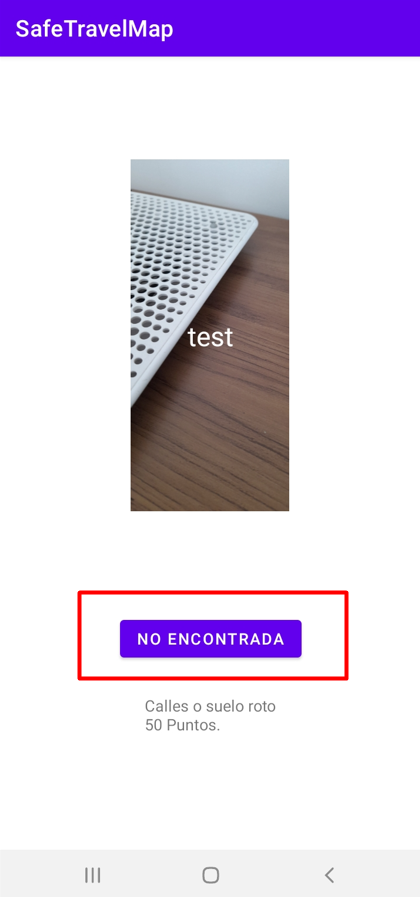 SafeTravelMap
test
NO ENCONTRADA
Calles o suelo roto
50 Puntos.